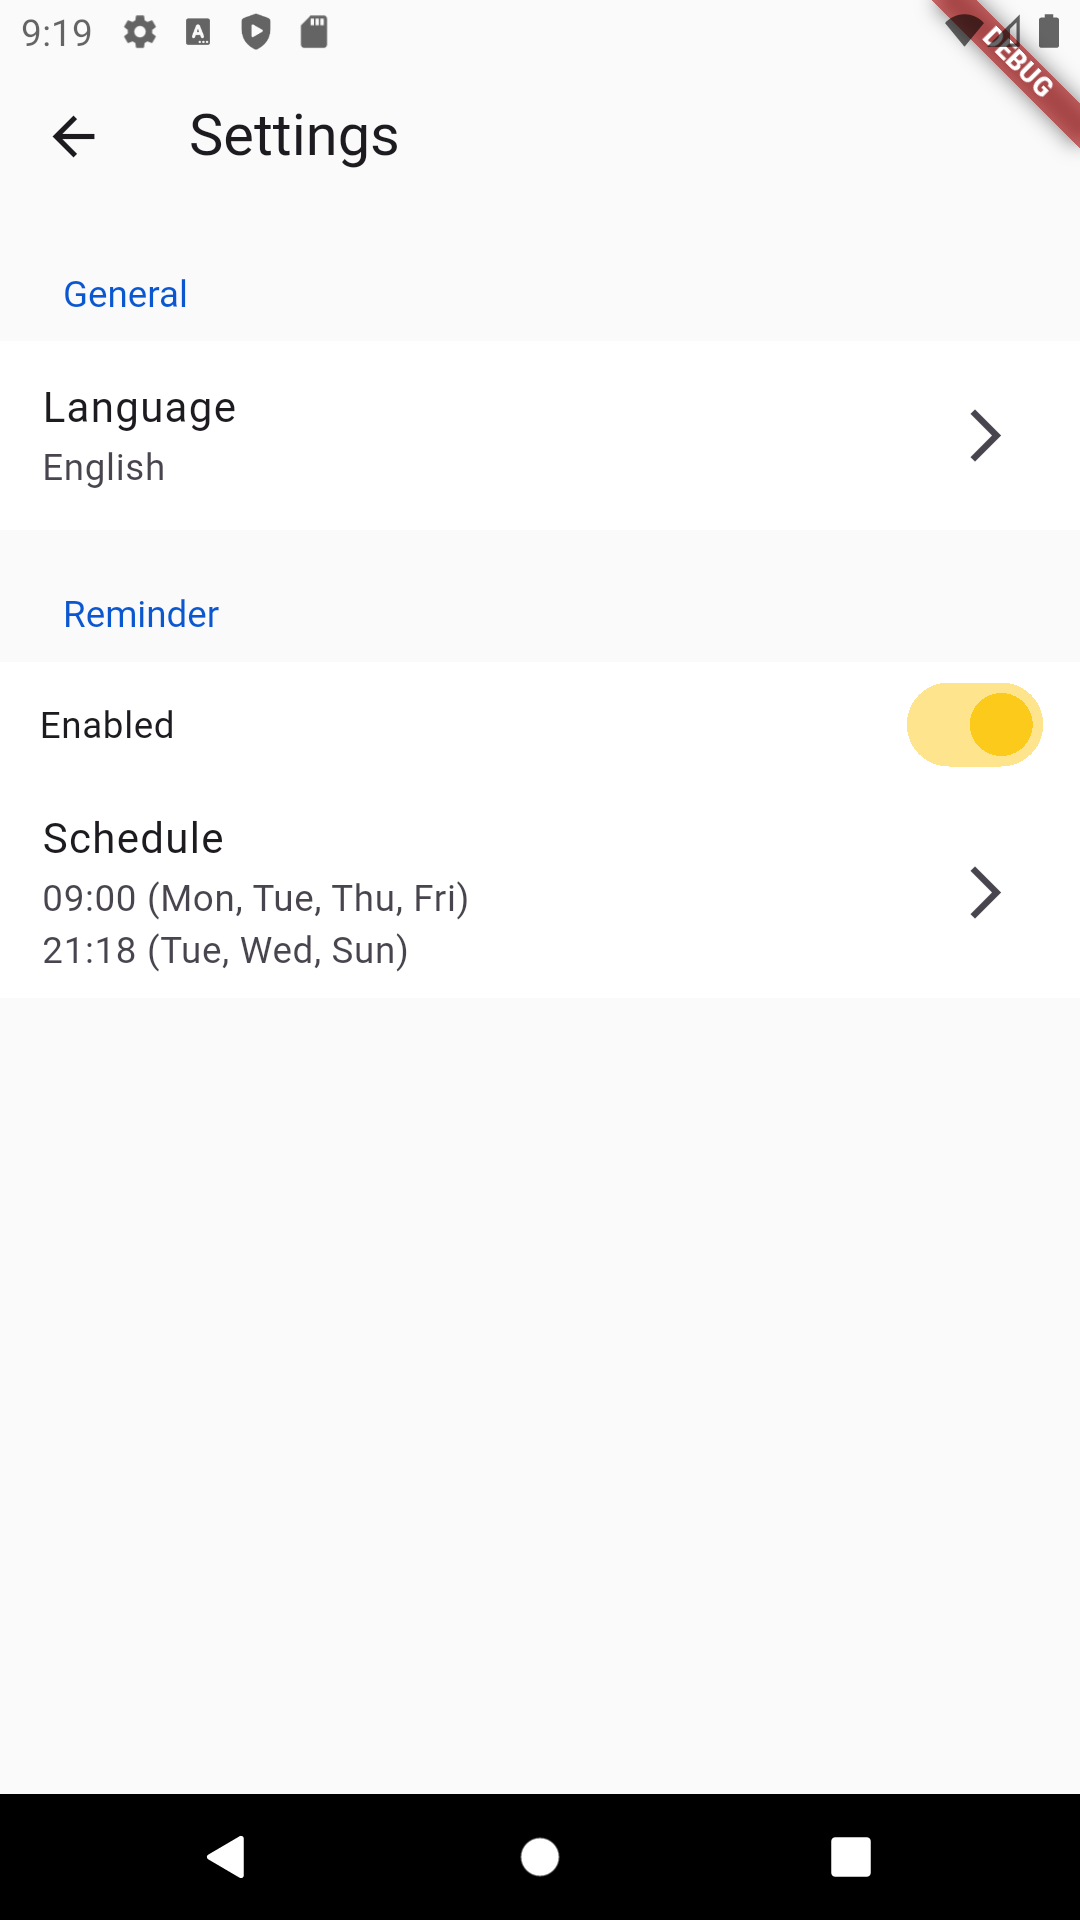 9:19
DEBUG
Settings
General
Language
English
Reminder
Enabled
Schedule
09:00 (Mon, Tue, Thu, Fri)
21:18 (Tue, Wed, Sun)